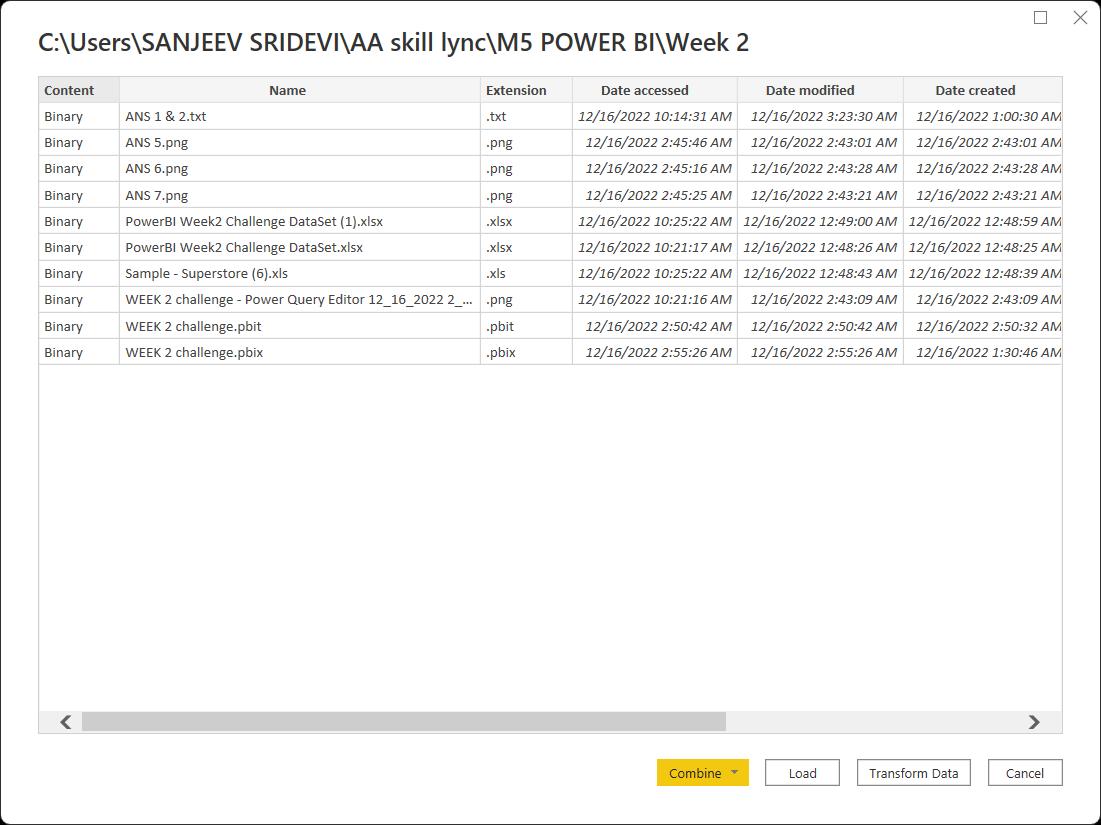 C:\Users\SANJEEV SRIDEVI\AA skill lync\M5 POWER BI\Week 2
Content Name Extension Date accessed Date modified Date created
Binary ANS 1 & 2.txt .txt 12/16/2022 10:14:31 AM 12/16/2022 3:23:30 AM 12/16/2022 1:00:30 AM
Binary ANS 5.png .png 12/16/2022 2:45:46 AM 12/16/2022 2:43:01 AM 12/16/2022 2:43:01 AM
Binary ANS 6.png .png 12/16/2022 2:45:16 AM 12/16/2022 2:43:28 AM 12/16/2022 2:43:28 AM
Binary ANS 7.png .png 12/16/2022 2:45:25 AM 12/16/2022 2:43:21 AM 12/16/2022 2:43:21 AM
Binary PowerBI Week2 Challenge DataSet (1).xlsx .xlsx 12/16/2022 10:25:22 AM 12/16/2022 12:49:00 AM 12/16/2022 12:48:59 AM
Binary PowerBI Week2 Challenge DataSet.xlsx .xlsx 12/16/2022 10:21:17 AM 12/16/2022 12:48:26 AM 12/16/2022 12:48:25 AM
Binary Sample - Superstore (6).xls .xls 12/16/2022 10:25:22 AM 12/16/2022 12:48:43 AM 12/16/2022 12:48:39 AM
Binary WEEK 2 challenge - Power Query Editor 12_16_2022 2_... .png 12/16/2022 10:21:16 AM 12/16/2022 2:43:09 AM 12/16/2022 2:43:09 AM
Binary WEEK 2 challenge.pbit .pbit 12/16/2022 2:50:42 AM 12/16/2022 2:50:42 AM 12/16/2022 2:50:32 AM
Binary WEEK 2 challenge.pbix .pbix 12/16/2022 2:55:26 AM 12/16/2022 2:55:26 AM 12/16/2022 1:30:46 AM
Combine Load Transform Data Cancel